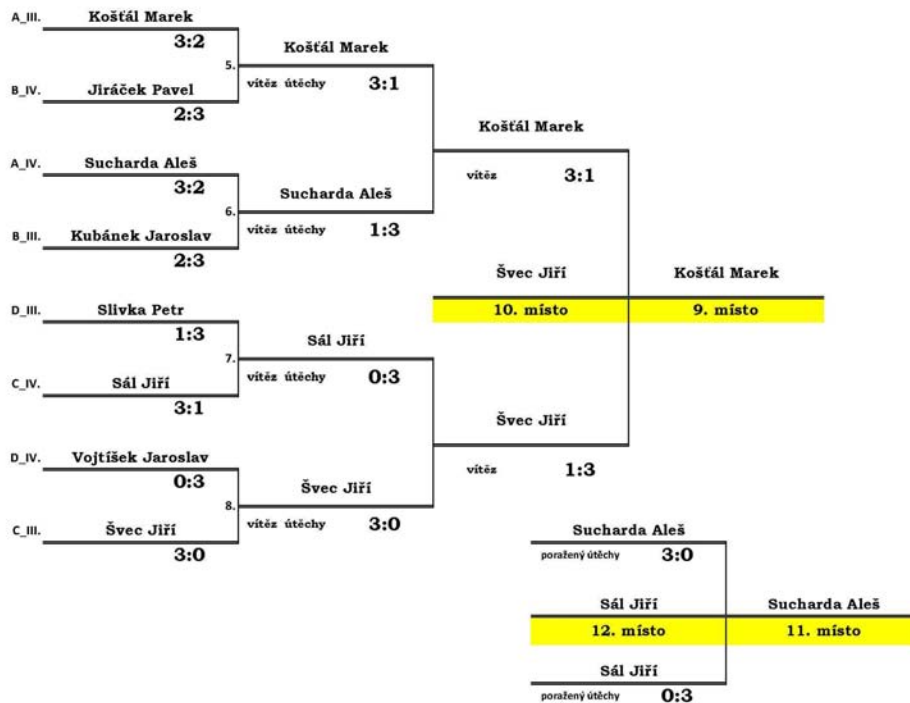 A_III. Košťál Marek
3:2
5. Košťál Marek
vítěz útěchy 3:1
B_IV. Jiráček Pavel
2:3
Košťál Marek
vítěz 3:1
A_IV. Sucharda Aleš
3:2
6. Sucharda Aleš
vítěz útěchy 1:3
B_III. Kubánek Jaroslav
2:3
Švec Jiří Košťál Marek
10. místo 9. místo
D_III. Slivka Petr
1:3
7. Sál Jiří
vítěz útěchy 0:3
C_IV. Sál Jiří
3:1
Švec Jiří
vítěz 1:3
D_IV. Vojtíšek Jaroslav
0:3
8. Švec Jiří
vítěz útěchy 3:0
C_III. Švec Jiří
3:0
Sucharda Aleš
poražený útěchy 3:0
Sál Jiří Sucharda Aleš
12. místo 11. místo
Sál Jiří
poražený útěchy 0:3